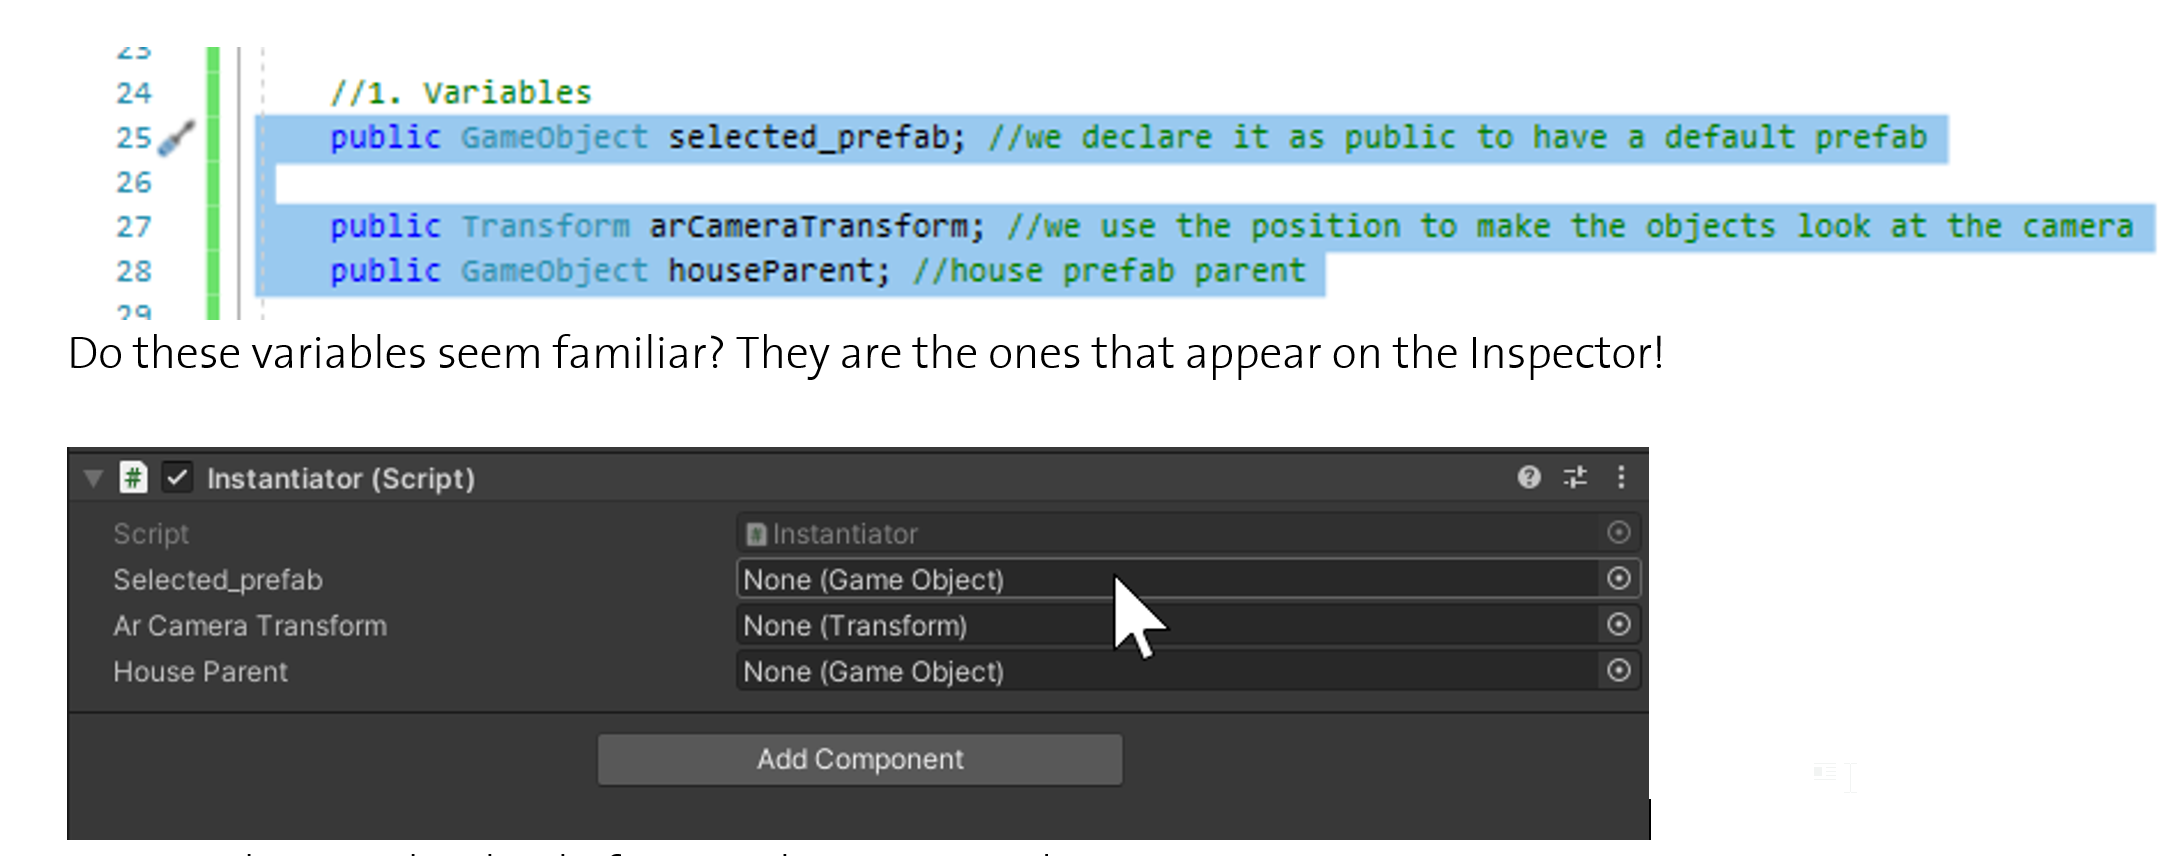 23
24 //1. Variables
25 public GameObject selected_prefab; //we declare it as public to have a default prefab
26
27 public Transform arCameraTransform; //we use the position to make the objects look at the camera
28 public GameObject houseParent; //house prefab parent
29
Do these variables seem familiar? They are the ones that appear on the Inspector!
# Instantiator (Script)
Script # Instantiator
Selected_prefab None (Game Object)
Ar Camera Transform None (Transform)
House Parent None (Game Object)
Add Component